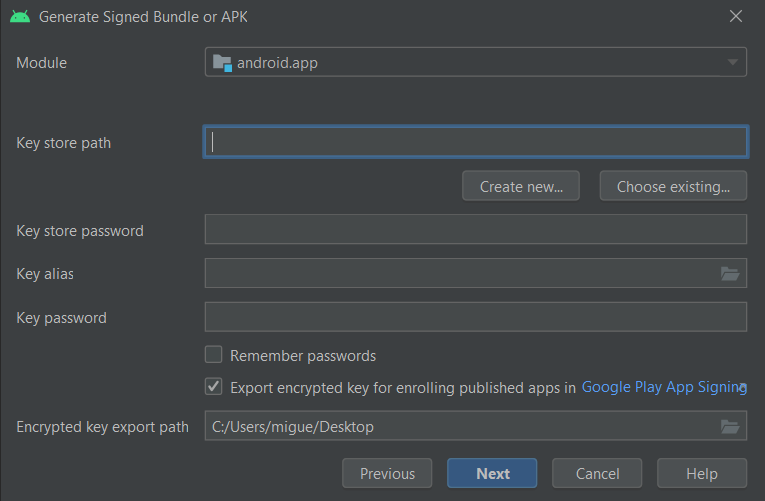 Generate Signed Bundle or APK
Module
android.app
Key store path
Create new...
Choose existing...
Key store password
Key alias
Key password
Remember passwords
Export encrypted key for enrolling published apps in Google Play App Signing
Encrypted key export path
C:/Users/migue/Desktop
Previous
Next
Cancel
Help